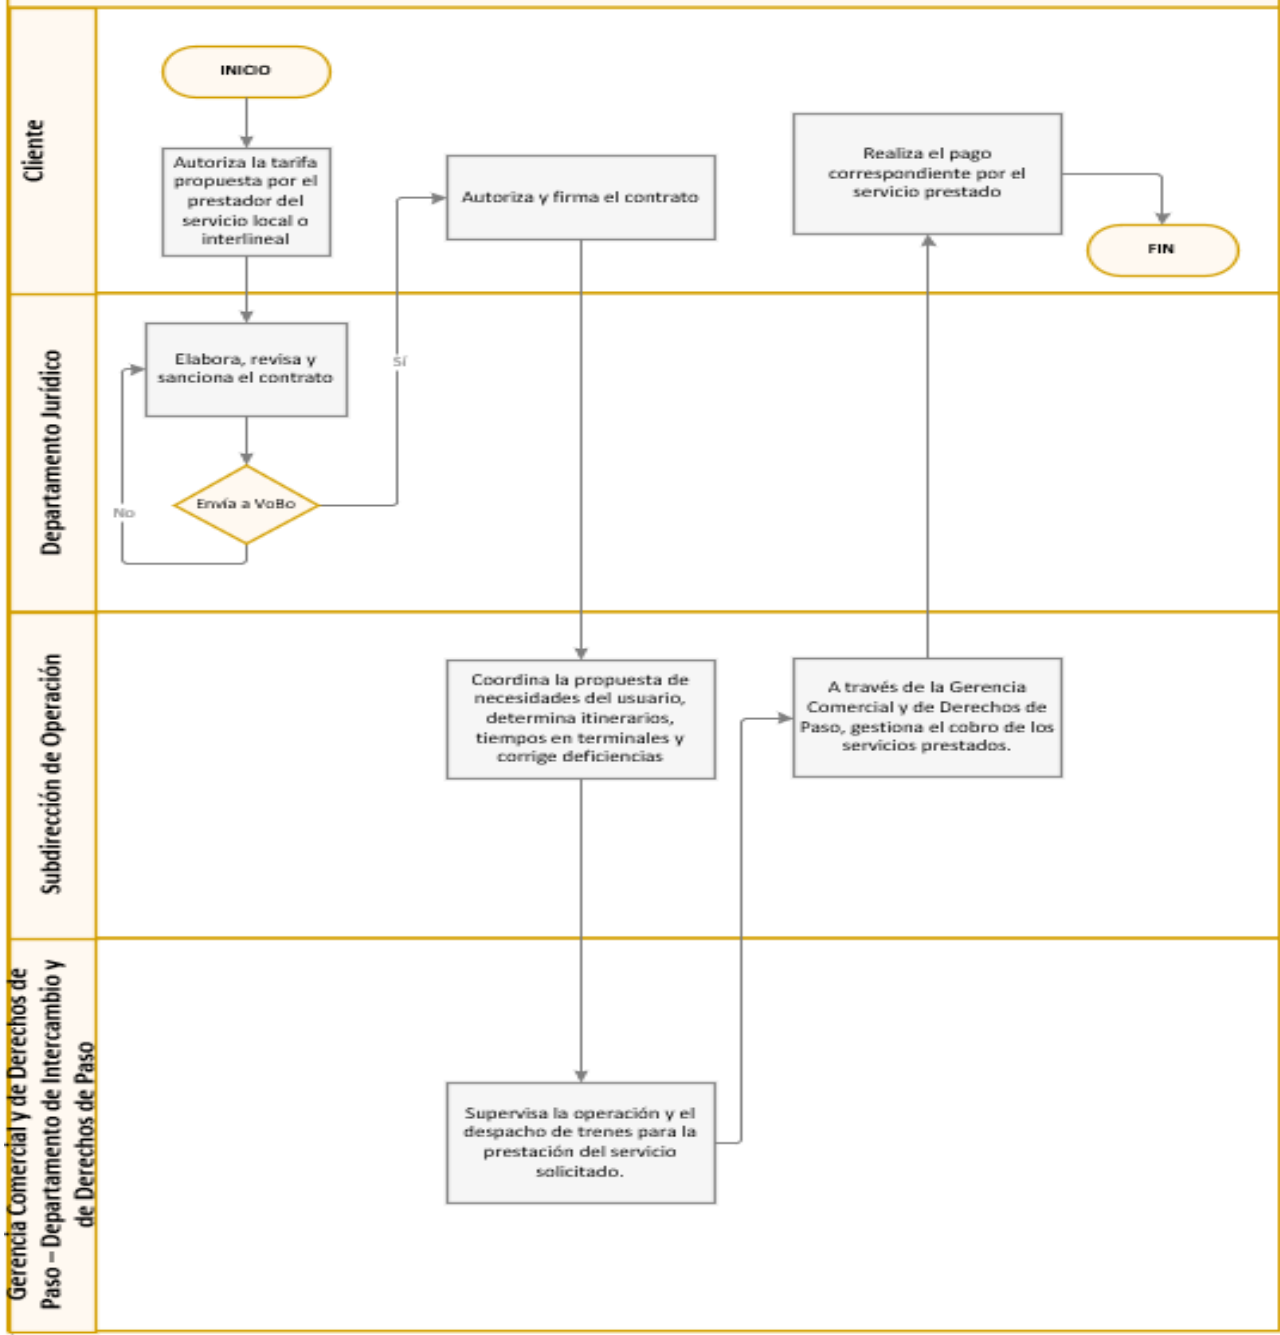 Cliente
INICIO
Autoriza la tarifa
propuesta por el
prestador del
servicio local o
interlineal
Autoriza y firma el contrato
Realiza el pago
correspondiente por el
servicio prestado
FIN
Departamento Jurídico
Elabora, revisa y
sanciona el contrato
Sí
Envía a VoBo
No
Subdirección de Operación
Coordina la propuesta de
necesidades del usuario,
determina itinerarios,
tiempos en terminales y
corrige deficiencias
A través de la Gerencia
Comercial y de Derechos de
Paso, gestiona el cobro de los
servicios prestados.
Gerencia Comercial y de Derechos de
Paso – Departamento de Intercambio y
de Derechos de Paso
Supervisa la operación y el
despacho de trenes para la
prestación del servicio
solicitado.